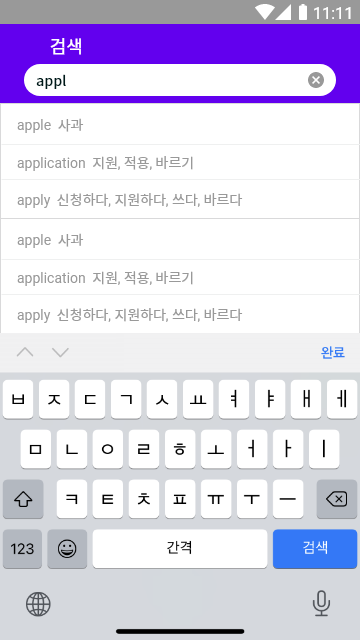 11:11
검색
appl
apple 사과
application 지원, 적용, 바르기
apply 신청하다, 지원하다, 쓰다, 바르다
apple 사과
application 지원, 적용, 바르기
apply 신청하다, 지원하다, 쓰다, 바르다
완료
ㅂ ㅈ ㄷ ㄱ ㅅ ㅛ ㅕ ㅑ ㅐ ㅔ
ㅁ ㄴ ㅇ ㄹ ㅎ ㅗ ㅓ ㅏ ㅣ
ㅋ ㅌ ㅊ ㅍ ㅠ ㅜ ㅡ
123 간격 검색